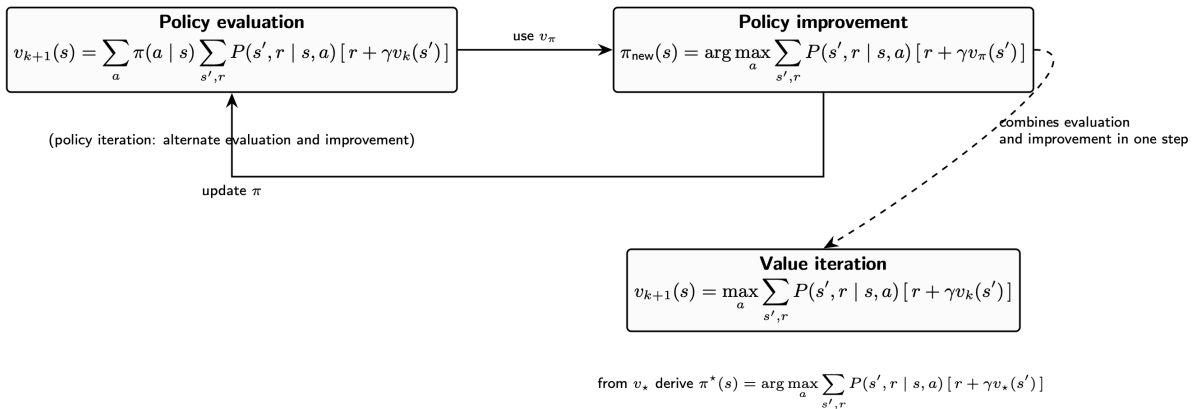 Policy evaluation
v_{k+1}(s) = ∑_a π(a | s) ∑_{s′,r} P(s′, r | s, a) [ r + γv_k(s′) ]
use v_π
Policy improvement
π_new(s) = arg max_a ∑_{s′,r} P(s′, r | s, a) [ r + γv_π(s′) ]
(policy iteration: alternate evaluation and improvement)
update π
combines evaluation
and improvement in one step
Value iteration
v_{k+1}(s) = max_a ∑_{s′,r} P(s′, r | s, a) [ r + γv_k(s′) ]
from v_⋆ derive π^⋆(s) = arg max_a ∑_{s′,r} P(s′, r | s, a) [ r + γv_⋆(s′) ]